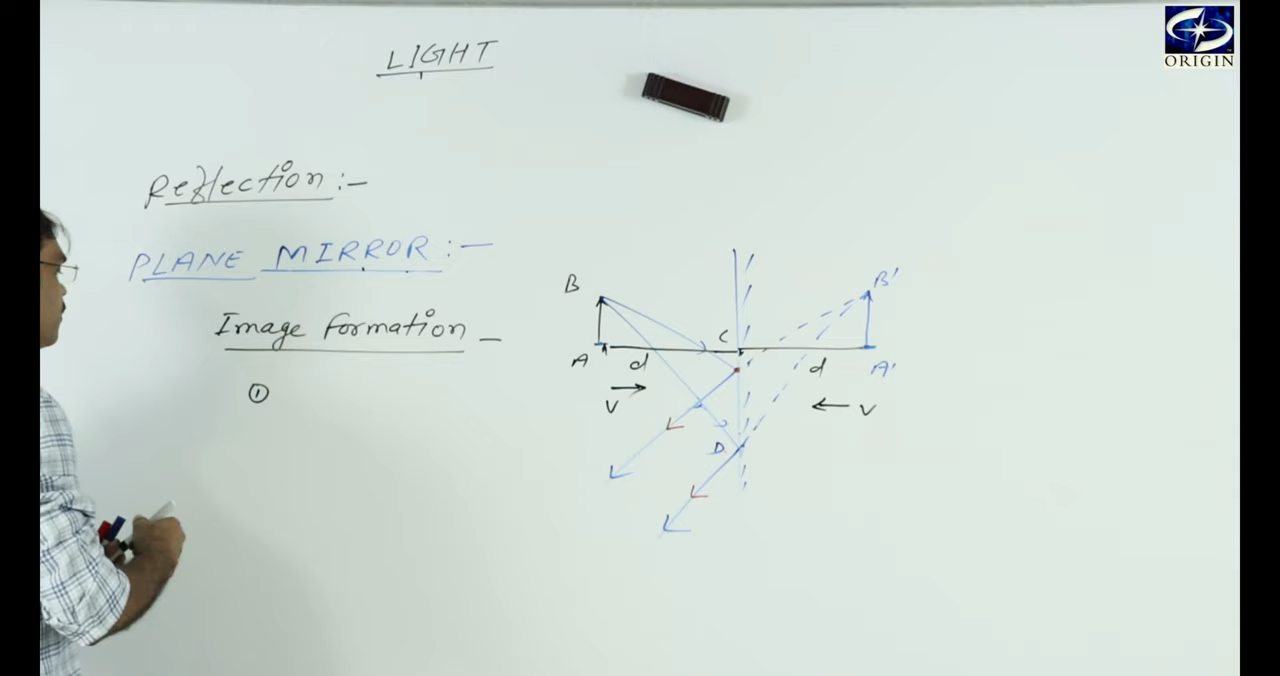 LIGHT
ORIGIN
Reflection :-
PLANE MIRROR :-
Image formation -
①
B
B'
C
A
d
d
A'
V
V
D